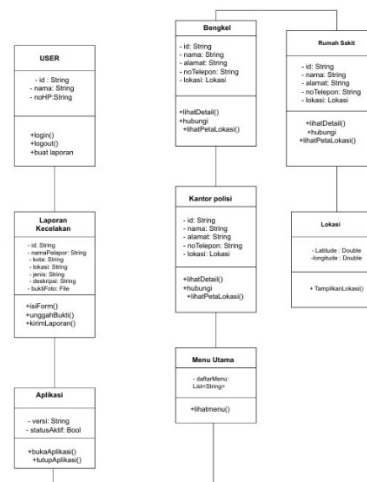 USER
- id : String
- nama: String
- noHP:String
+login()
+logout()
+buat laporan
Laporan
Kecelakan
- id: String
- namaPelapor: String
- kota: String
- lokasi: String
- jenis: String
- deskripsi: String
- buktiFoto: File
+isiForm()
+unggahBukti()
+kirimLaporan()
Aplikasi
- versi: String
- statusAktif: Bool
+bukaAplikasi()
+tutupAplikasi()
Bengkel
- id: String
- nama: String
- alamat: String
- noTelepon: String
- lokasi: Lokasi
+lihatDetail()
+hubungi
+lihatPetaLokasi()
Kantor polisi
- id: String
- nama: String
- alamat: String
- noTelepon: String
- lokasi: Lokasi
+lihatDetail()
+hubungi
+lihatPetaLokasi()
Menu Utama
- daftarMenu:
List<String>
+lihatmenu()
Rumah Sakit
- id: String
- nama: String
- alamat: String
- noTelepon: String
- lokasi: Lokasi
+lihatDetail()
+hubungi
+lihatPetaLokasi()
Lokasi
- Latitude : Double
-longitude : Double
+ TampilkanLokasi()